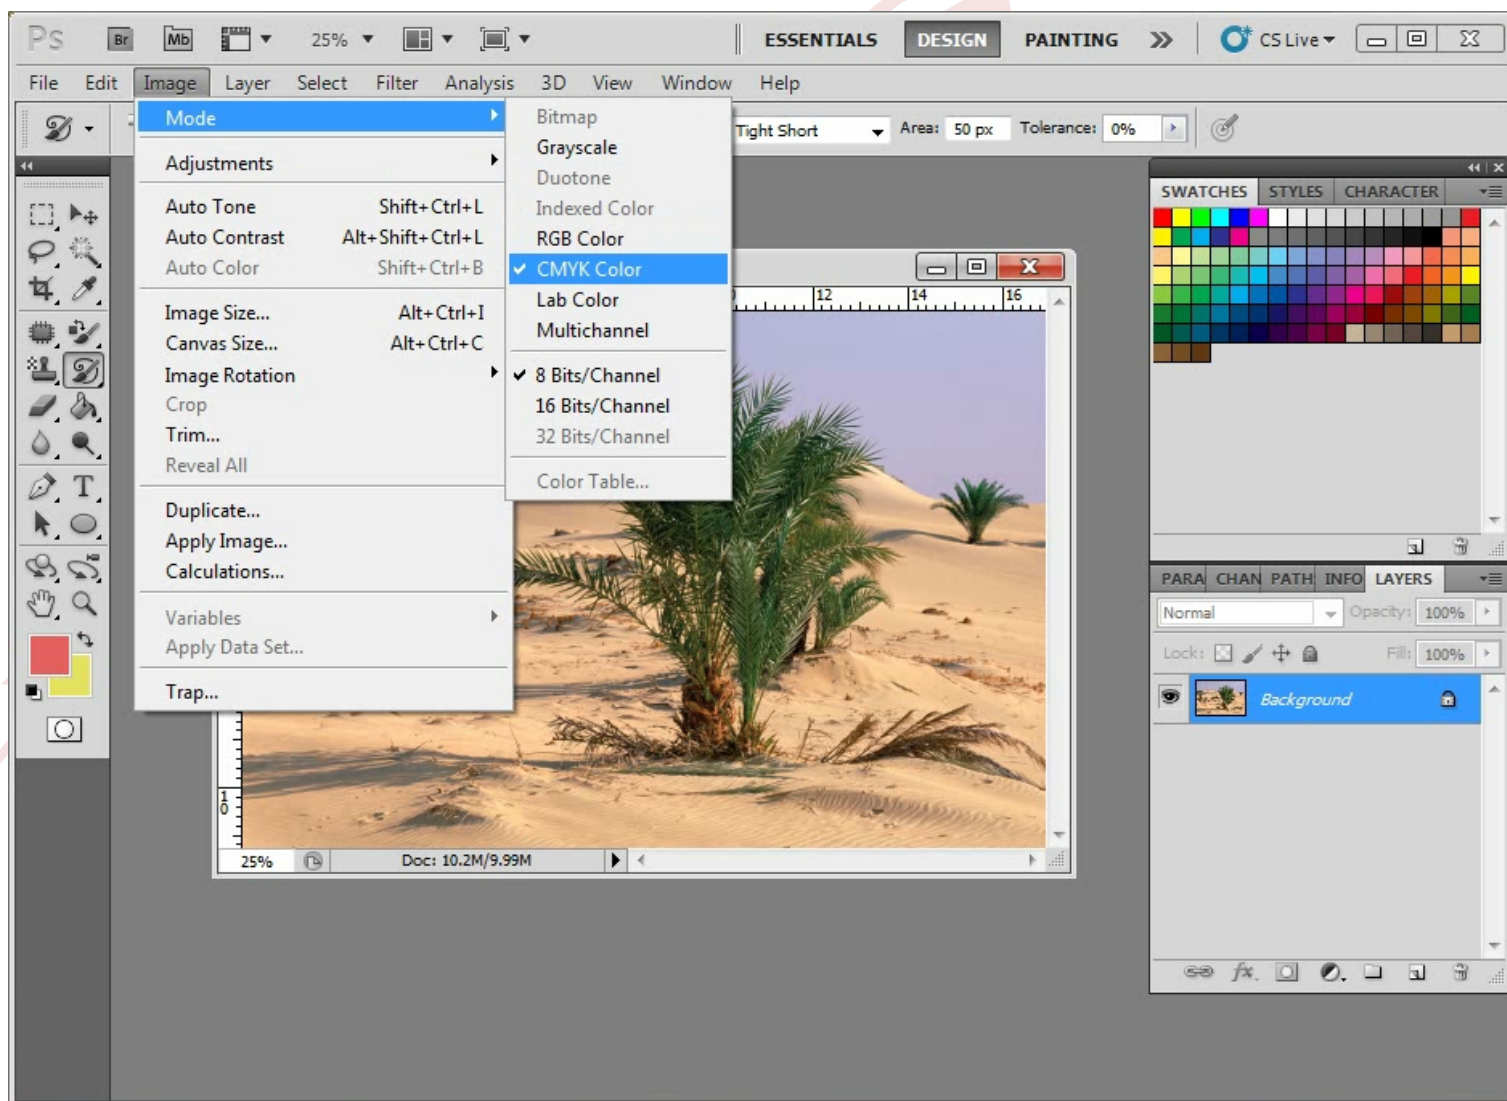 Ps Br Mb 25% ESSENTIALS DESIGN PAINTING CS Live
File Edit Image Layer Select Filter Analysis 3D View Window Help
Tight Short Area: 50 px Tolerance: 0%
Mode
Adjustments
Auto Tone Shift+Ctrl+L
Auto Contrast Alt+Shift+Ctrl+L
Auto Color Shift+Ctrl+B
Image Size... Alt+Ctrl+I
Canvas Size... Alt+Ctrl+C
Image Rotation
Crop
Trim...
Reveal All
Duplicate...
Apply Image...
Calculations...
Variables
Apply Data Set...
Trap...
Bitmap
Grayscale
Duotone
Indexed Color
RGB Color
CMYK Color
Lab Color
Multichannel
8 Bits/Channel
16 Bits/Channel
32 Bits/Channel
Color Table...
12 14 16
10
25% Doc: 10.2M/9.99M
T
SWATCHES STYLES CHARACTER
PARA CHAN PATH INFO LAYERS
Normal Opacity: 100%
Lock: Fill: 100%
Background
fx